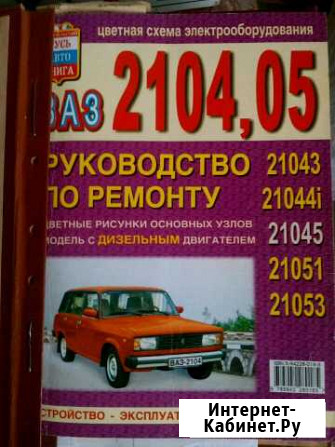 цветная схема электрооборудования
РУСЬ
АВТО
КНИГА
ВАЗ 2104,05
РУКОВОДСТВО
ПО РЕМОНТУ
21043
21044i
21045
21051
21053
ЦВЕТНЫЕ РИСУНКИ ОСНОВНЫХ УЗЛОВ
МОДЕЛЬ С ДИЗЕЛЬНЫМ ДВИГАТЕЛЕМ
ВАЗ-2104
СТРОЙСТВО - ЭКСПЛУАТ
Интернет-
Кабинет.Ру